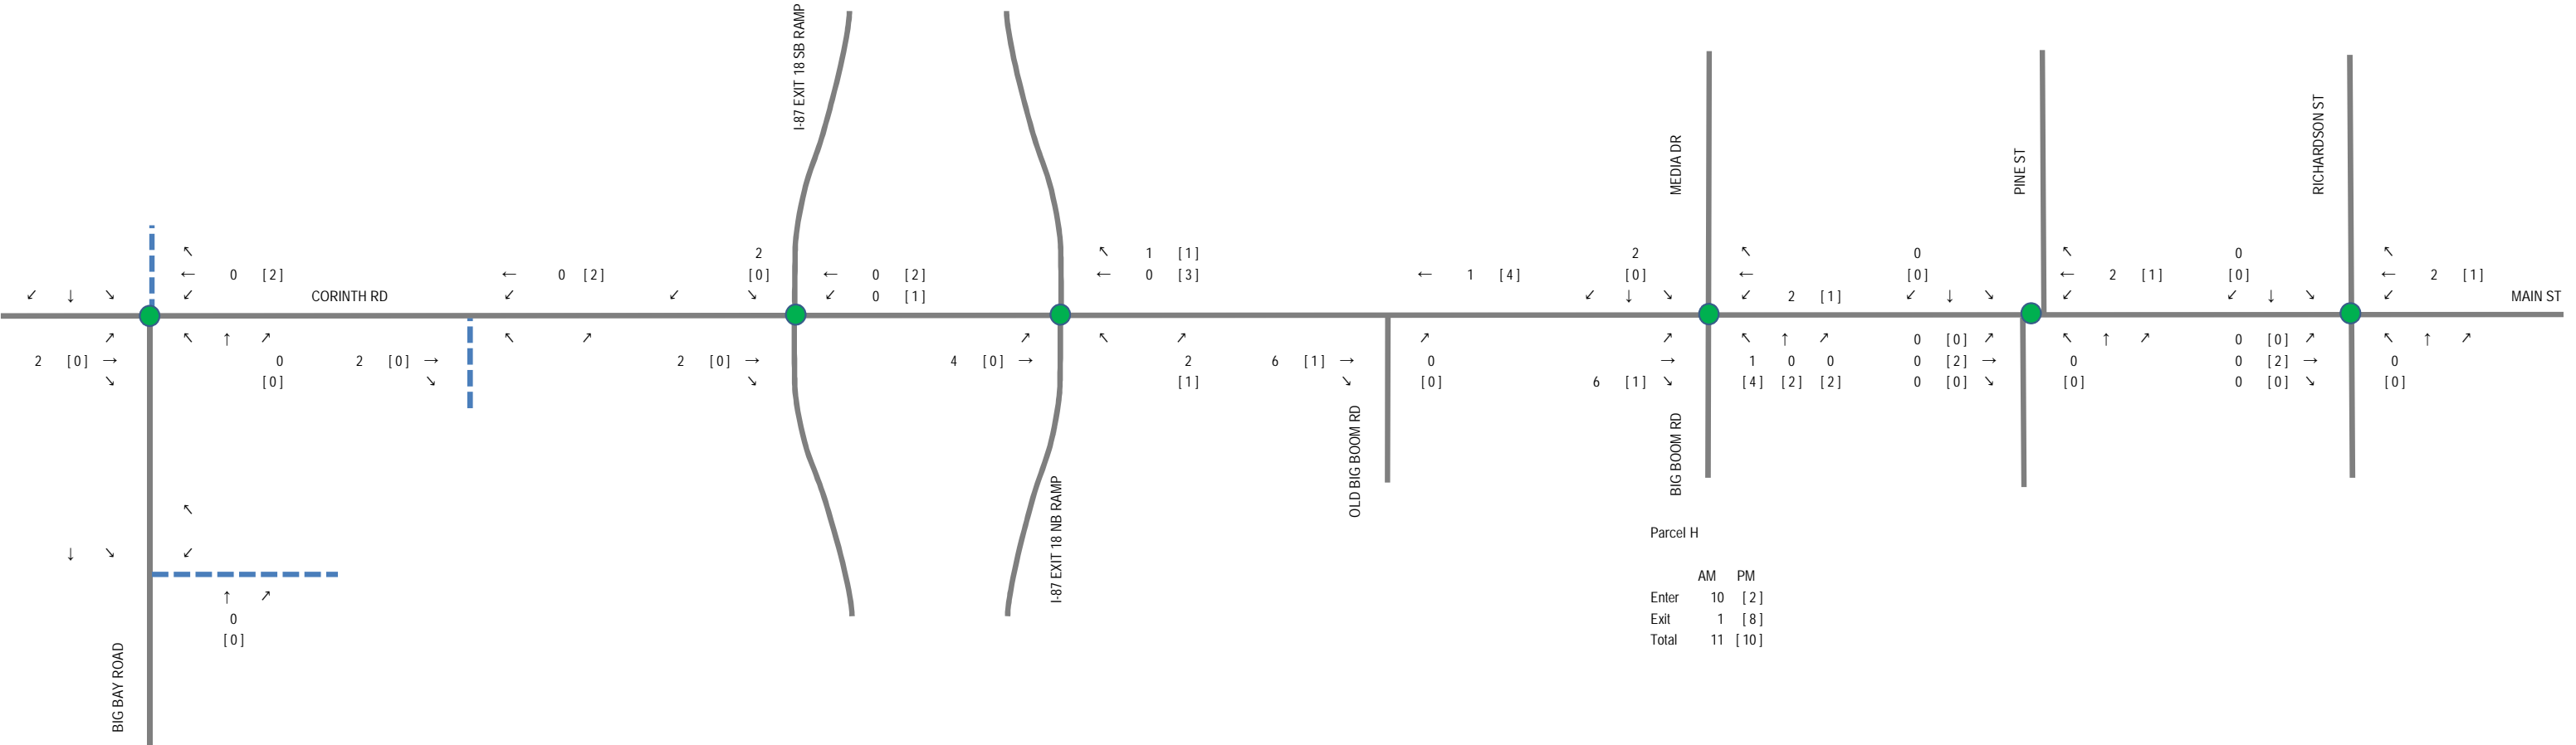 I-87 EXIT 18 SB RAMP
MEDIA DR
PINE ST
RICHARDSON ST
↖ 2 ↖ 1 [1] 2 ↖ 0 ↖ 0 ↖
← 0 [2] ← 0 [2] [0] ← 0 [2] ← 0 [3] ← 1 [4] [0] ← [0] ← 2 [1] [0] ← 2 [1]
↙ ↓ ↘ ↙ CORINTH RD ↙ ↙ ↘ ↙ 0 [1] ↙ ↓ ↘ ↙ 2 [1] ↙ ↓ ↘ ↙ ↙ ↓ ↘ ↙ MAIN ST
↗ ↖ ↑ ↗ ↖ ↗ ↗ ↖ ↗ ↗ ↗ ↖ ↑ ↗ 0 [0] ↗ ↖ ↑ ↗ 0 [0] ↗ ↖ ↑ ↗
2 [0] → 0 2 [0] → 2 [0] → 4 [0] → 2 6 [1] → 0 → 1 0 0 0 [2] → 0 0 [2] → 0
↘ [0] ↘ ↘ [1] ↘ [0] 6 [1] ↘ [4] [2] [2] 0 [0] ↘ [0] 0 [0] ↘ [0]
OLD BIG BOOM RD
BIG BOOM RD
I-87 EXIT 18 NB RAMP
↖
↓ ↘ ↙
↑ ↗
0
[0]
BIG BAY ROAD
Parcel H
AM PM
Enter 10 [2]
Exit 1 [8]
Total 11 [10]